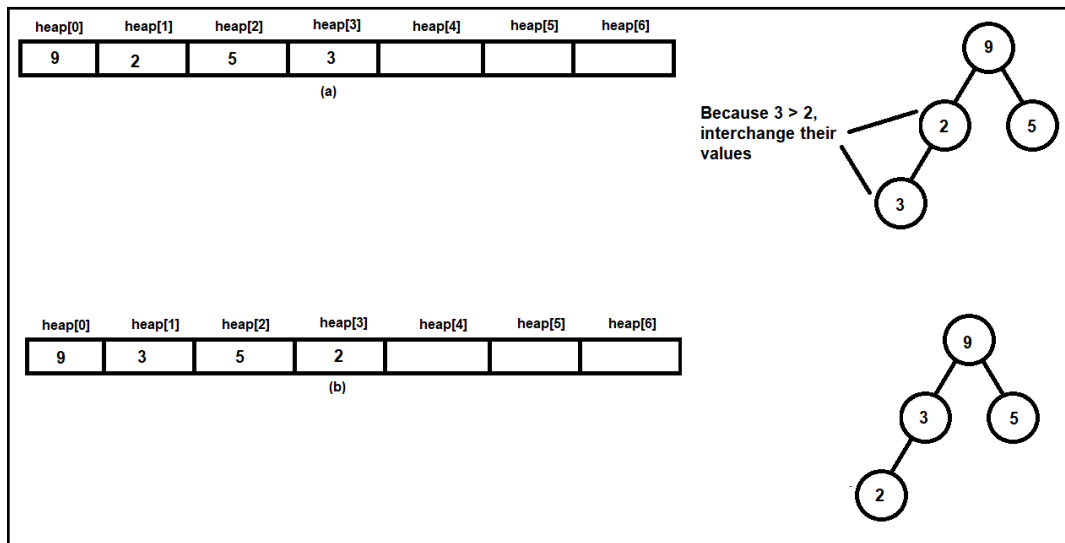 heap[0] heap[1] heap[2] heap[3] heap[4] heap[5] heap[6]
9 2 5 3
(a)
9
Because 3 > 2,
interchange their
values
2 5
3
heap[0] heap[1] heap[2] heap[3] heap[4] heap[5] heap[6]
9 3 5 2
(b)
9
3 5
2